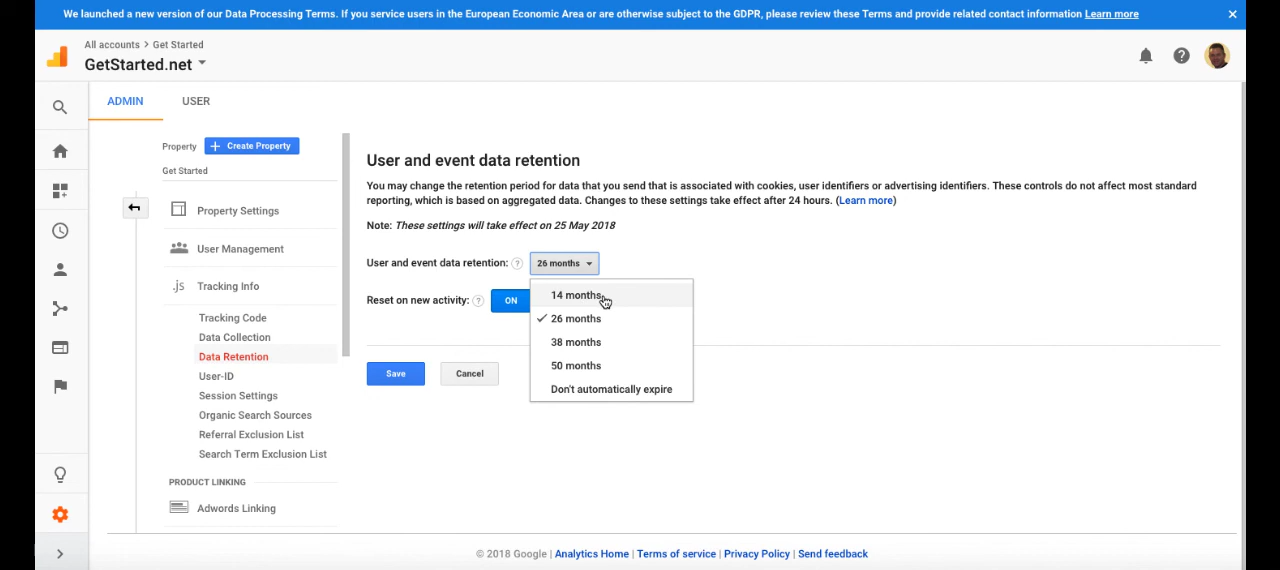 We launched a new version of our Data Processing Terms. If you service users in the European Economic Area or are otherwise subject to the GDPR, please review these Terms and provide related contact information Learn more
All accounts > Get Started
GetStarted.net
ADMIN USER
Property + Create Property
Get Started
Property Settings
User Management
.js Tracking Info
Tracking Code
Data Collection
Data Retention
User-ID
Session Settings
Organic Search Sources
Referral Exclusion List
Search Term Exclusion List
PRODUCT LINKING
Adwords Linking
User and event data retention
You may change the retention period for data that you send that is associated with cookies, user identifiers or advertising identifiers. These controls do not affect most standard
reporting, which is based on aggregated data. Changes to these settings take effect after 24 hours. (Learn more)
Note: These settings will take effect on 25 May 2018
User and event data retention: ? 26 months
Reset on new activity: ? ON
14 months
26 months
38 months
50 months
Don't automatically expire
Save Cancel
© 2018 Google | Analytics Home | Terms of service | Privacy Policy | Send feedback